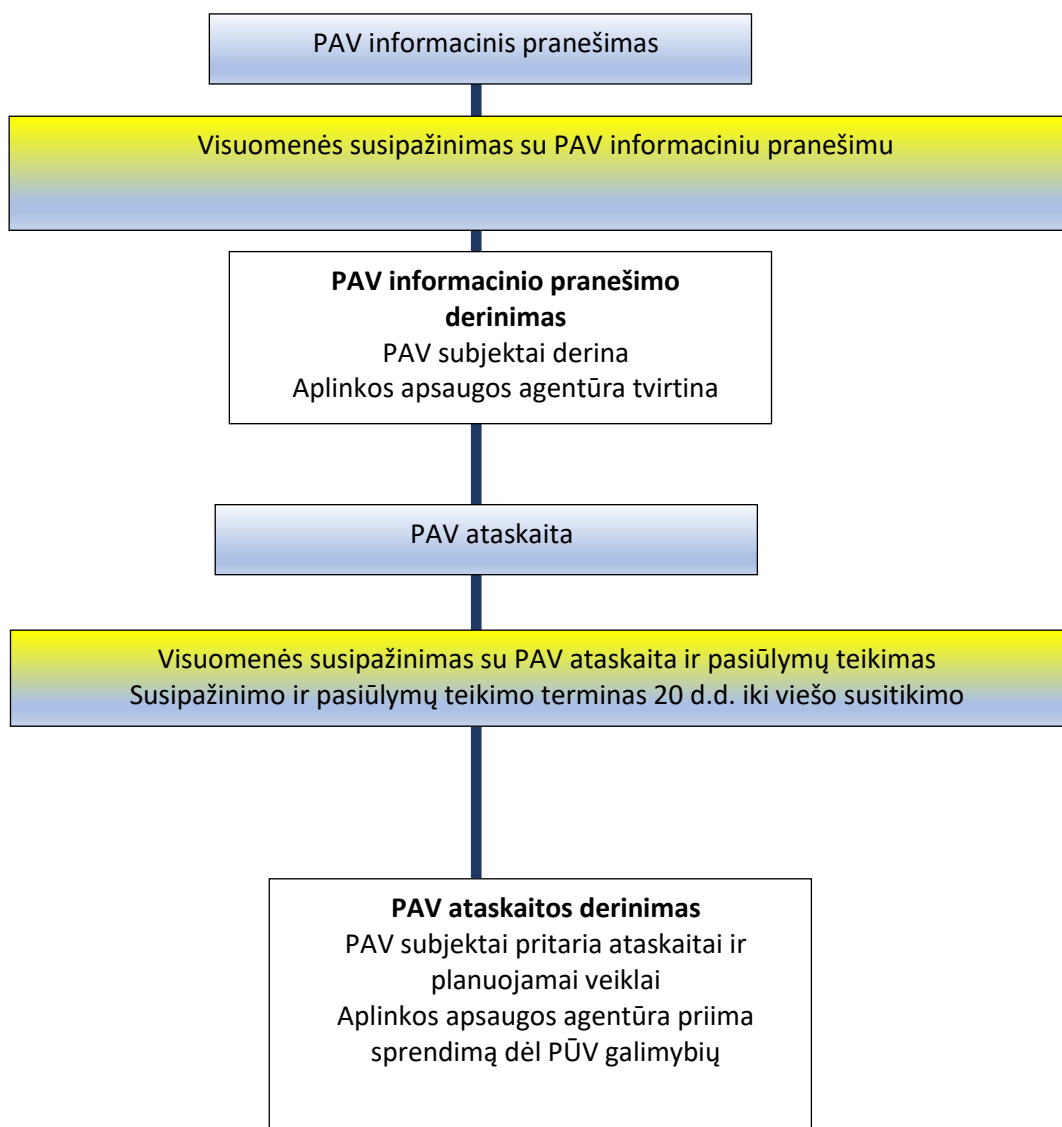 PAV informacinis pranešimas
Visuomenės susipažinimas su PAV informaciniu pranešimu
PAV informacinio pranešimo
derinimas
PAV subjektai derina
Aplinkos apsaugos agentūra tvirtina
PAV ataskaita
Visuomenės susipažinimas su PAV ataskaita ir pasiūlymų teikimas
Susipažinimo ir pasiūlymų teikimo terminas 20 d.d. iki viešo susitikimo
PAV ataskaitos derinimas
PAV subjektai pritaria ataskaitai ir
planuojamai veiklai
Aplinkos apsaugos agentūra priima
sprendimą dėl PŪV galimybių